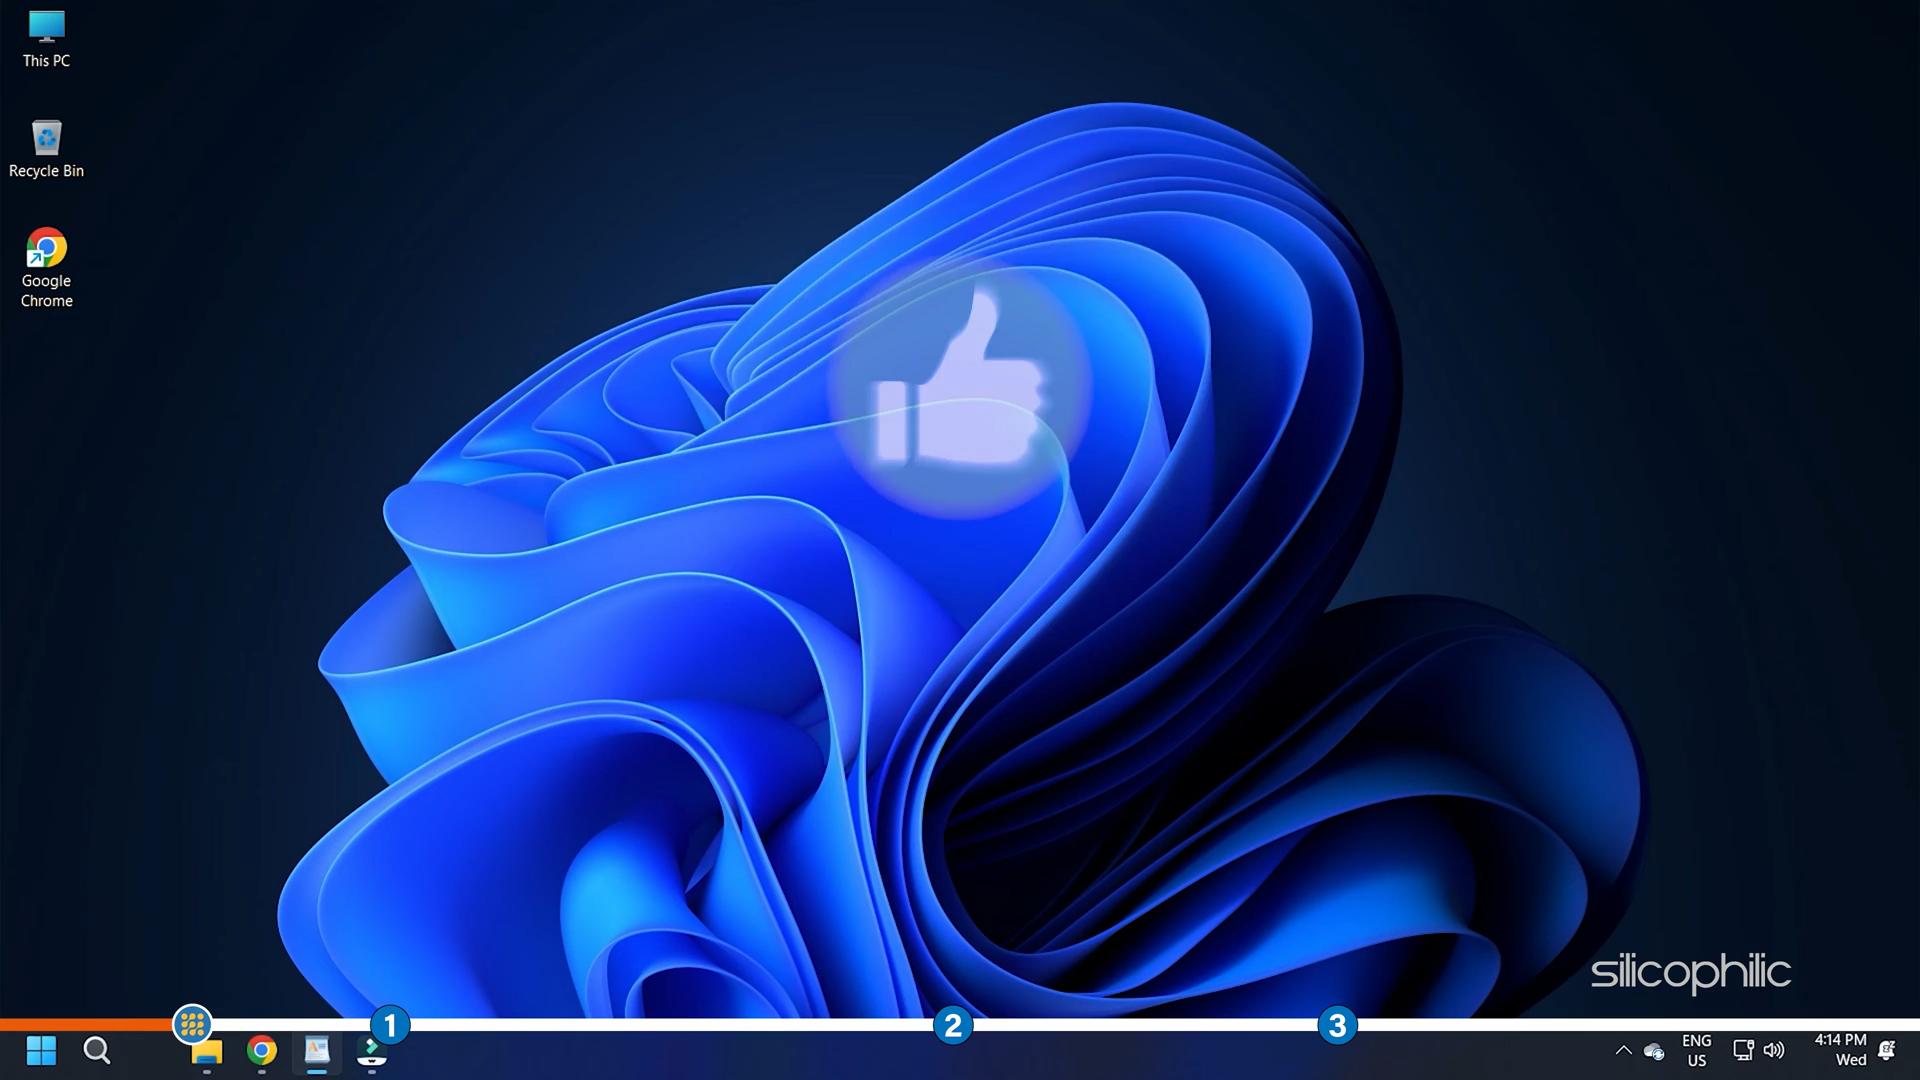 This PC
Recycle Bin
Google
Chrome
silicophilic
1
2
3
ENG
US
4:14 PM
Wed